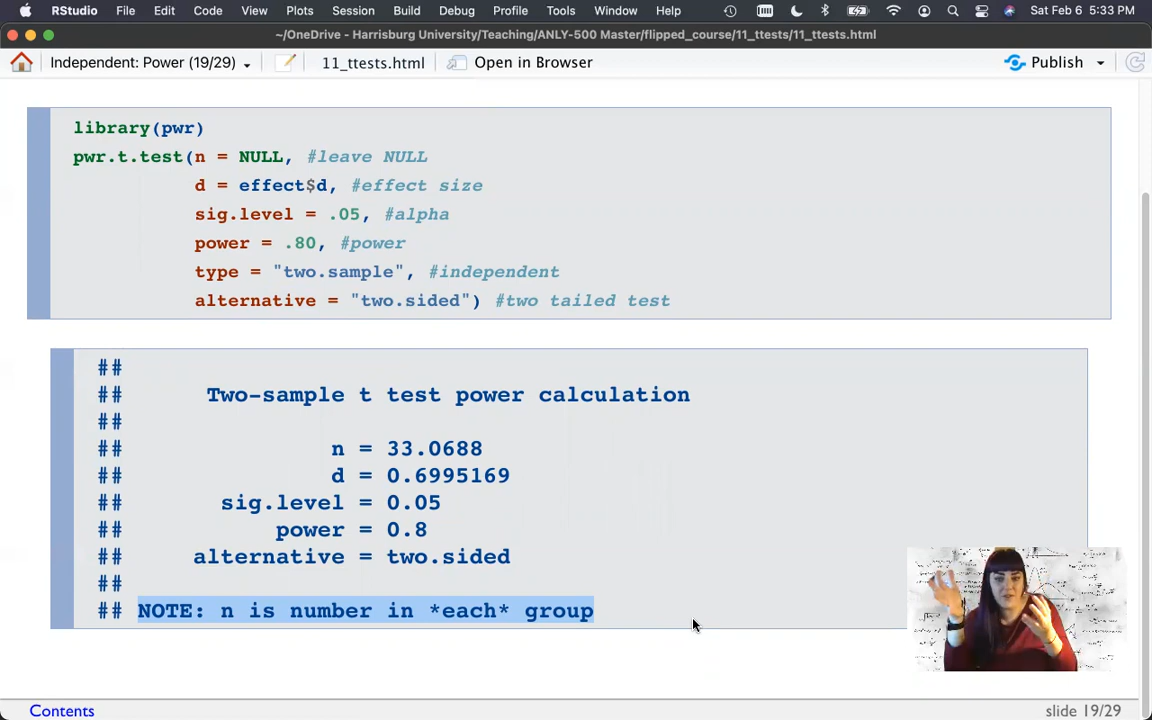 RStudio File Edit Code View Plots Session Build Debug Profile Tools Window Help Sat Feb 6 5:33 PM
~/OneDrive - Harrisburg University/Teaching/ANLY-500 Master/flipped_course/11_ttests/11_ttests.html
Independent: Power (19/29) 11_ttests.html Open in Browser Publish
library(pwr)
pwr.t.test(n = NULL, #leave NULL
d = effect$d, #effect size
sig.level = .05, #alpha
power = .80, #power
type = "two.sample", #independent
alternative = "two.sided") #two tailed test
##
## Two-sample t test power calculation
##
## n = 33.0688
## d = 0.6995169
## sig.level = 0.05
## power = 0.8
## alternative = two.sided
##
## NOTE: n is number in *each* group
Contents slide 19/29